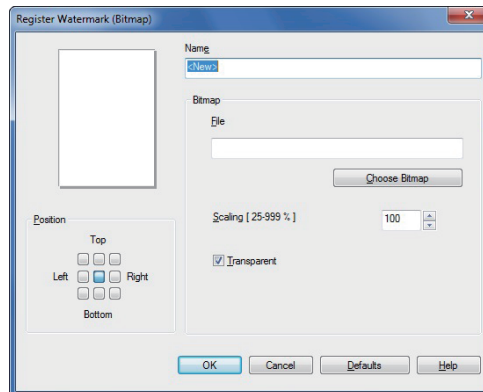 Register Watermark (Bitmap)
Name
<New>
Bitmap
File
Choose Bitmap
Scaling [ 25-999 % ]
100
Transparent
Position
Top
Left
Right
Bottom
OK
Cancel
Defaults
Help